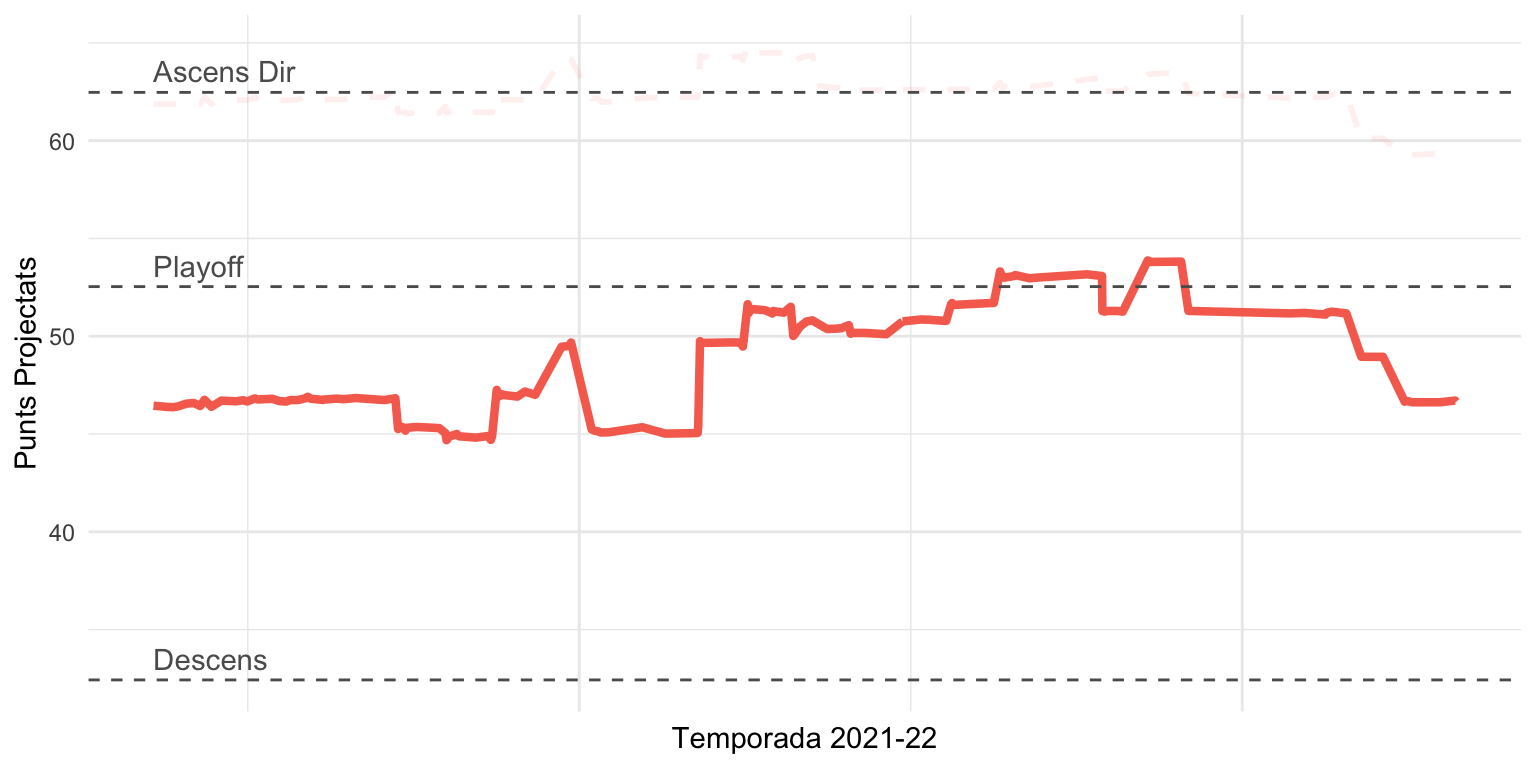 Ascens Dir
60
Playoff
50
40
Descens
Punts Projectats
Temporada 2021-22